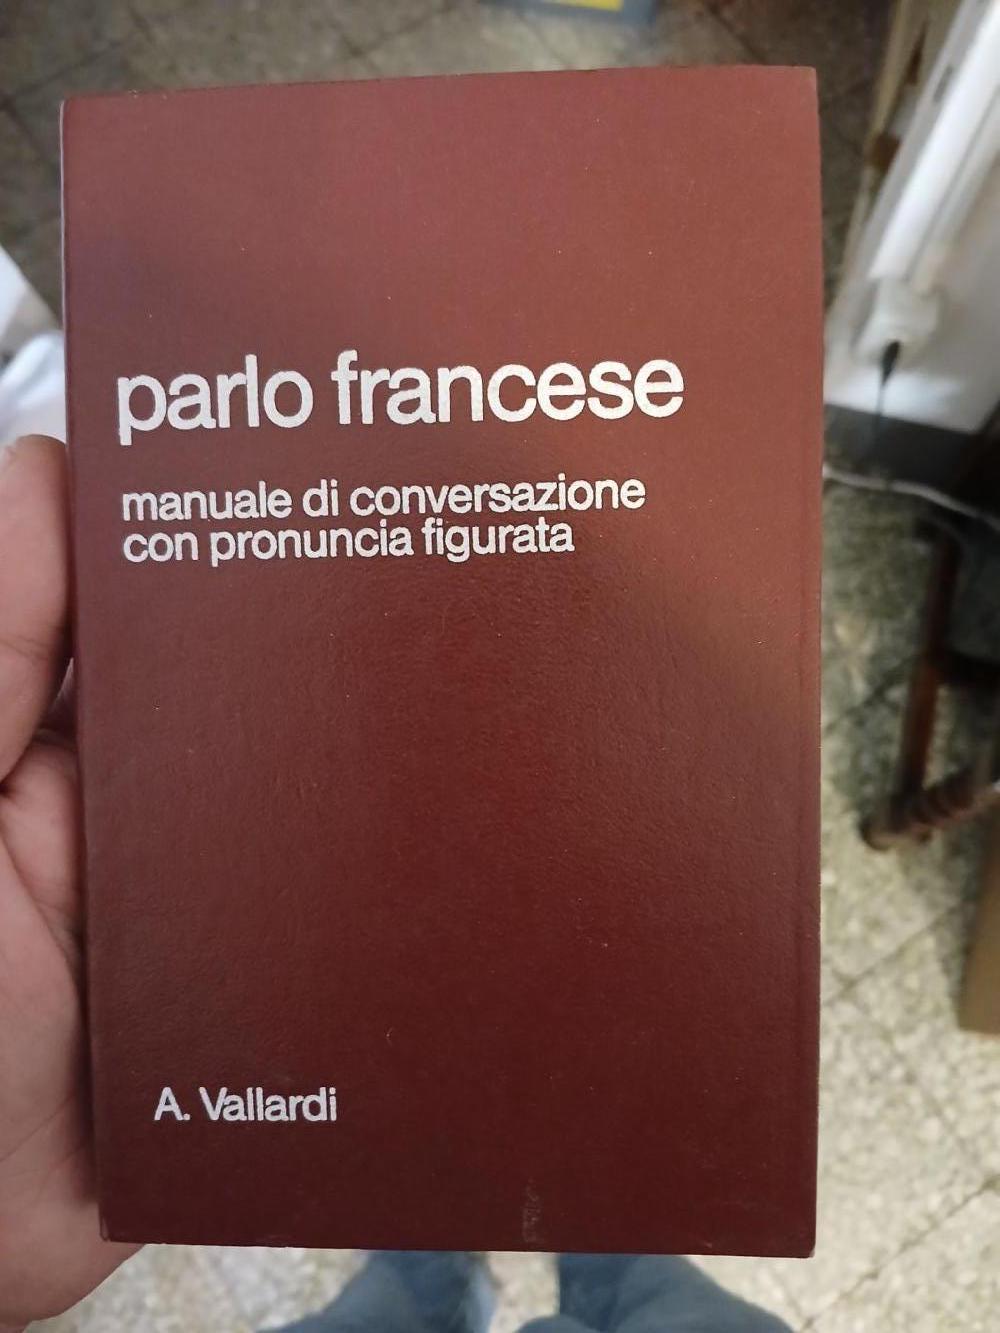 parlo francese
manuale di conversazione
con pronuncia figurata
A. Vallardi